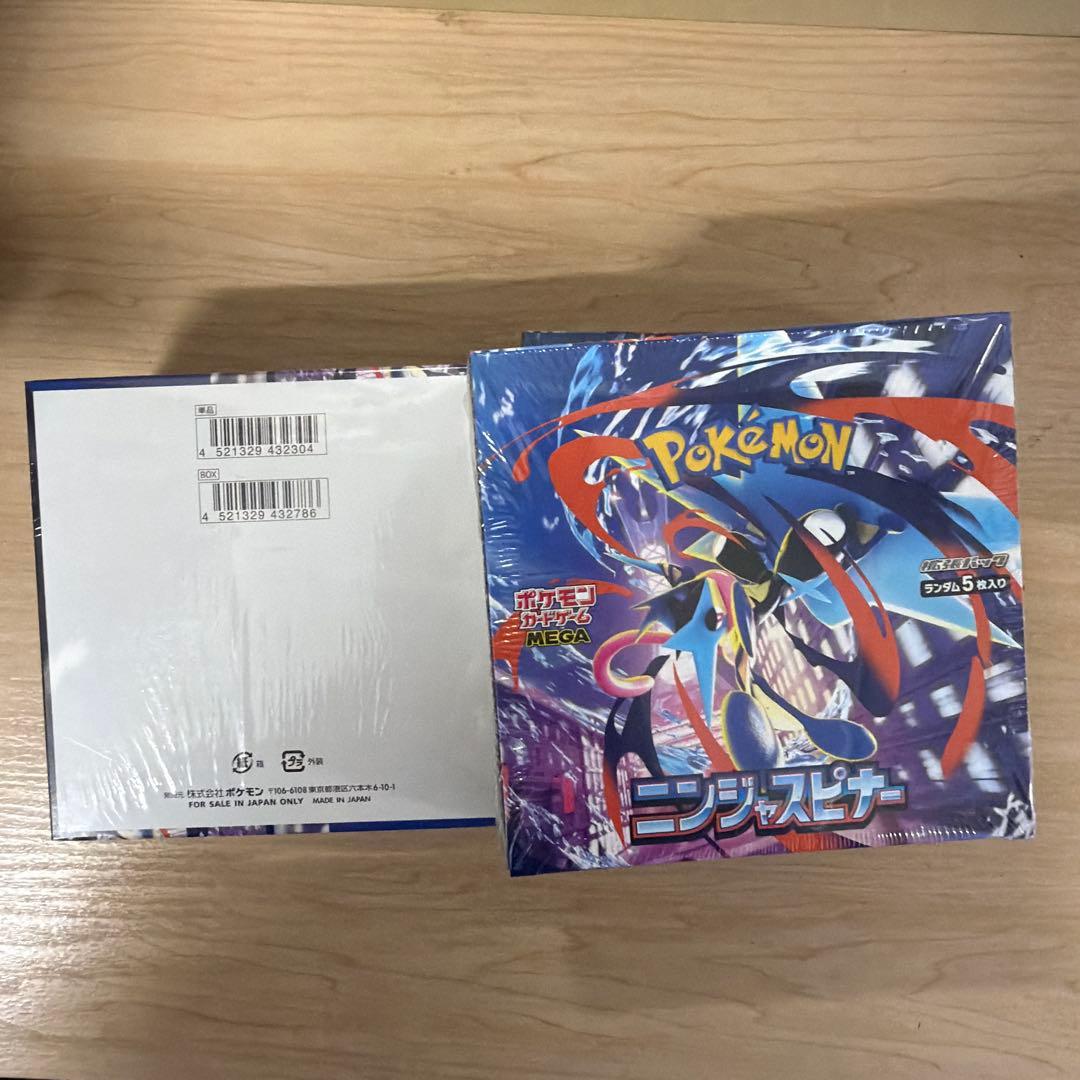 単品
4 521329 432304
BOX
4 521329 432786
紙 箱
プラ 外装
発売元 株式会社 ポケモン 〒106-6108 東京都港区六本木6-10-1
FOR SALE IN JAPAN ONLY MADE IN JAPAN
POKéMON
拡張パック
ランダム5枚入り
ポケモン
カードゲーム
MEGA
ニンジャスピナー